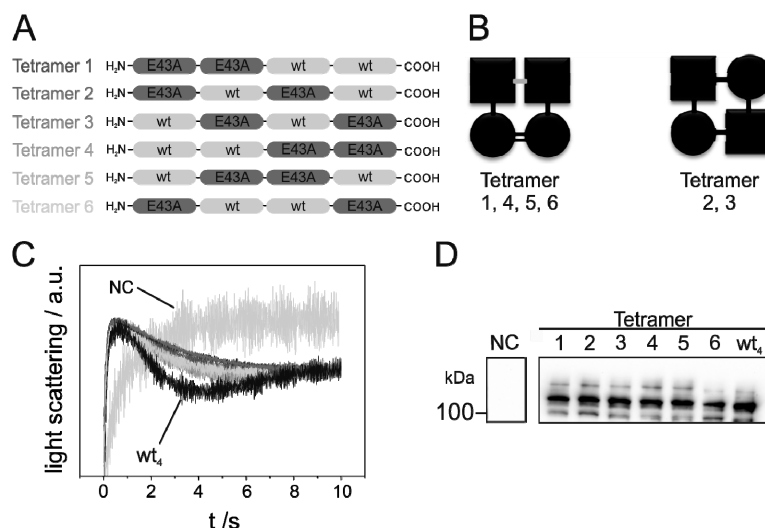 A
Tetramer 1 H₂N E43A E43A wt wt COOH
Tetramer 2 H₂N E43A wt E43A wt COOH
Tetramer 3 H₂N wt E43A wt E43A COOH
Tetramer 4 H₂N wt wt E43A E43A COOH
Tetramer 5 H₂N wt E43A E43A wt COOH
Tetramer 6 H₂N E43A wt wt E43A COOH
B
Tetramer
1, 4, 5, 6
Tetramer
2, 3
C
light scattering / a.u.
NC
wt₄
0 2 4 6 8 10
t /s
D
Tetramer
NC 1 2 3 4 5 6 wt₄
kDa
100